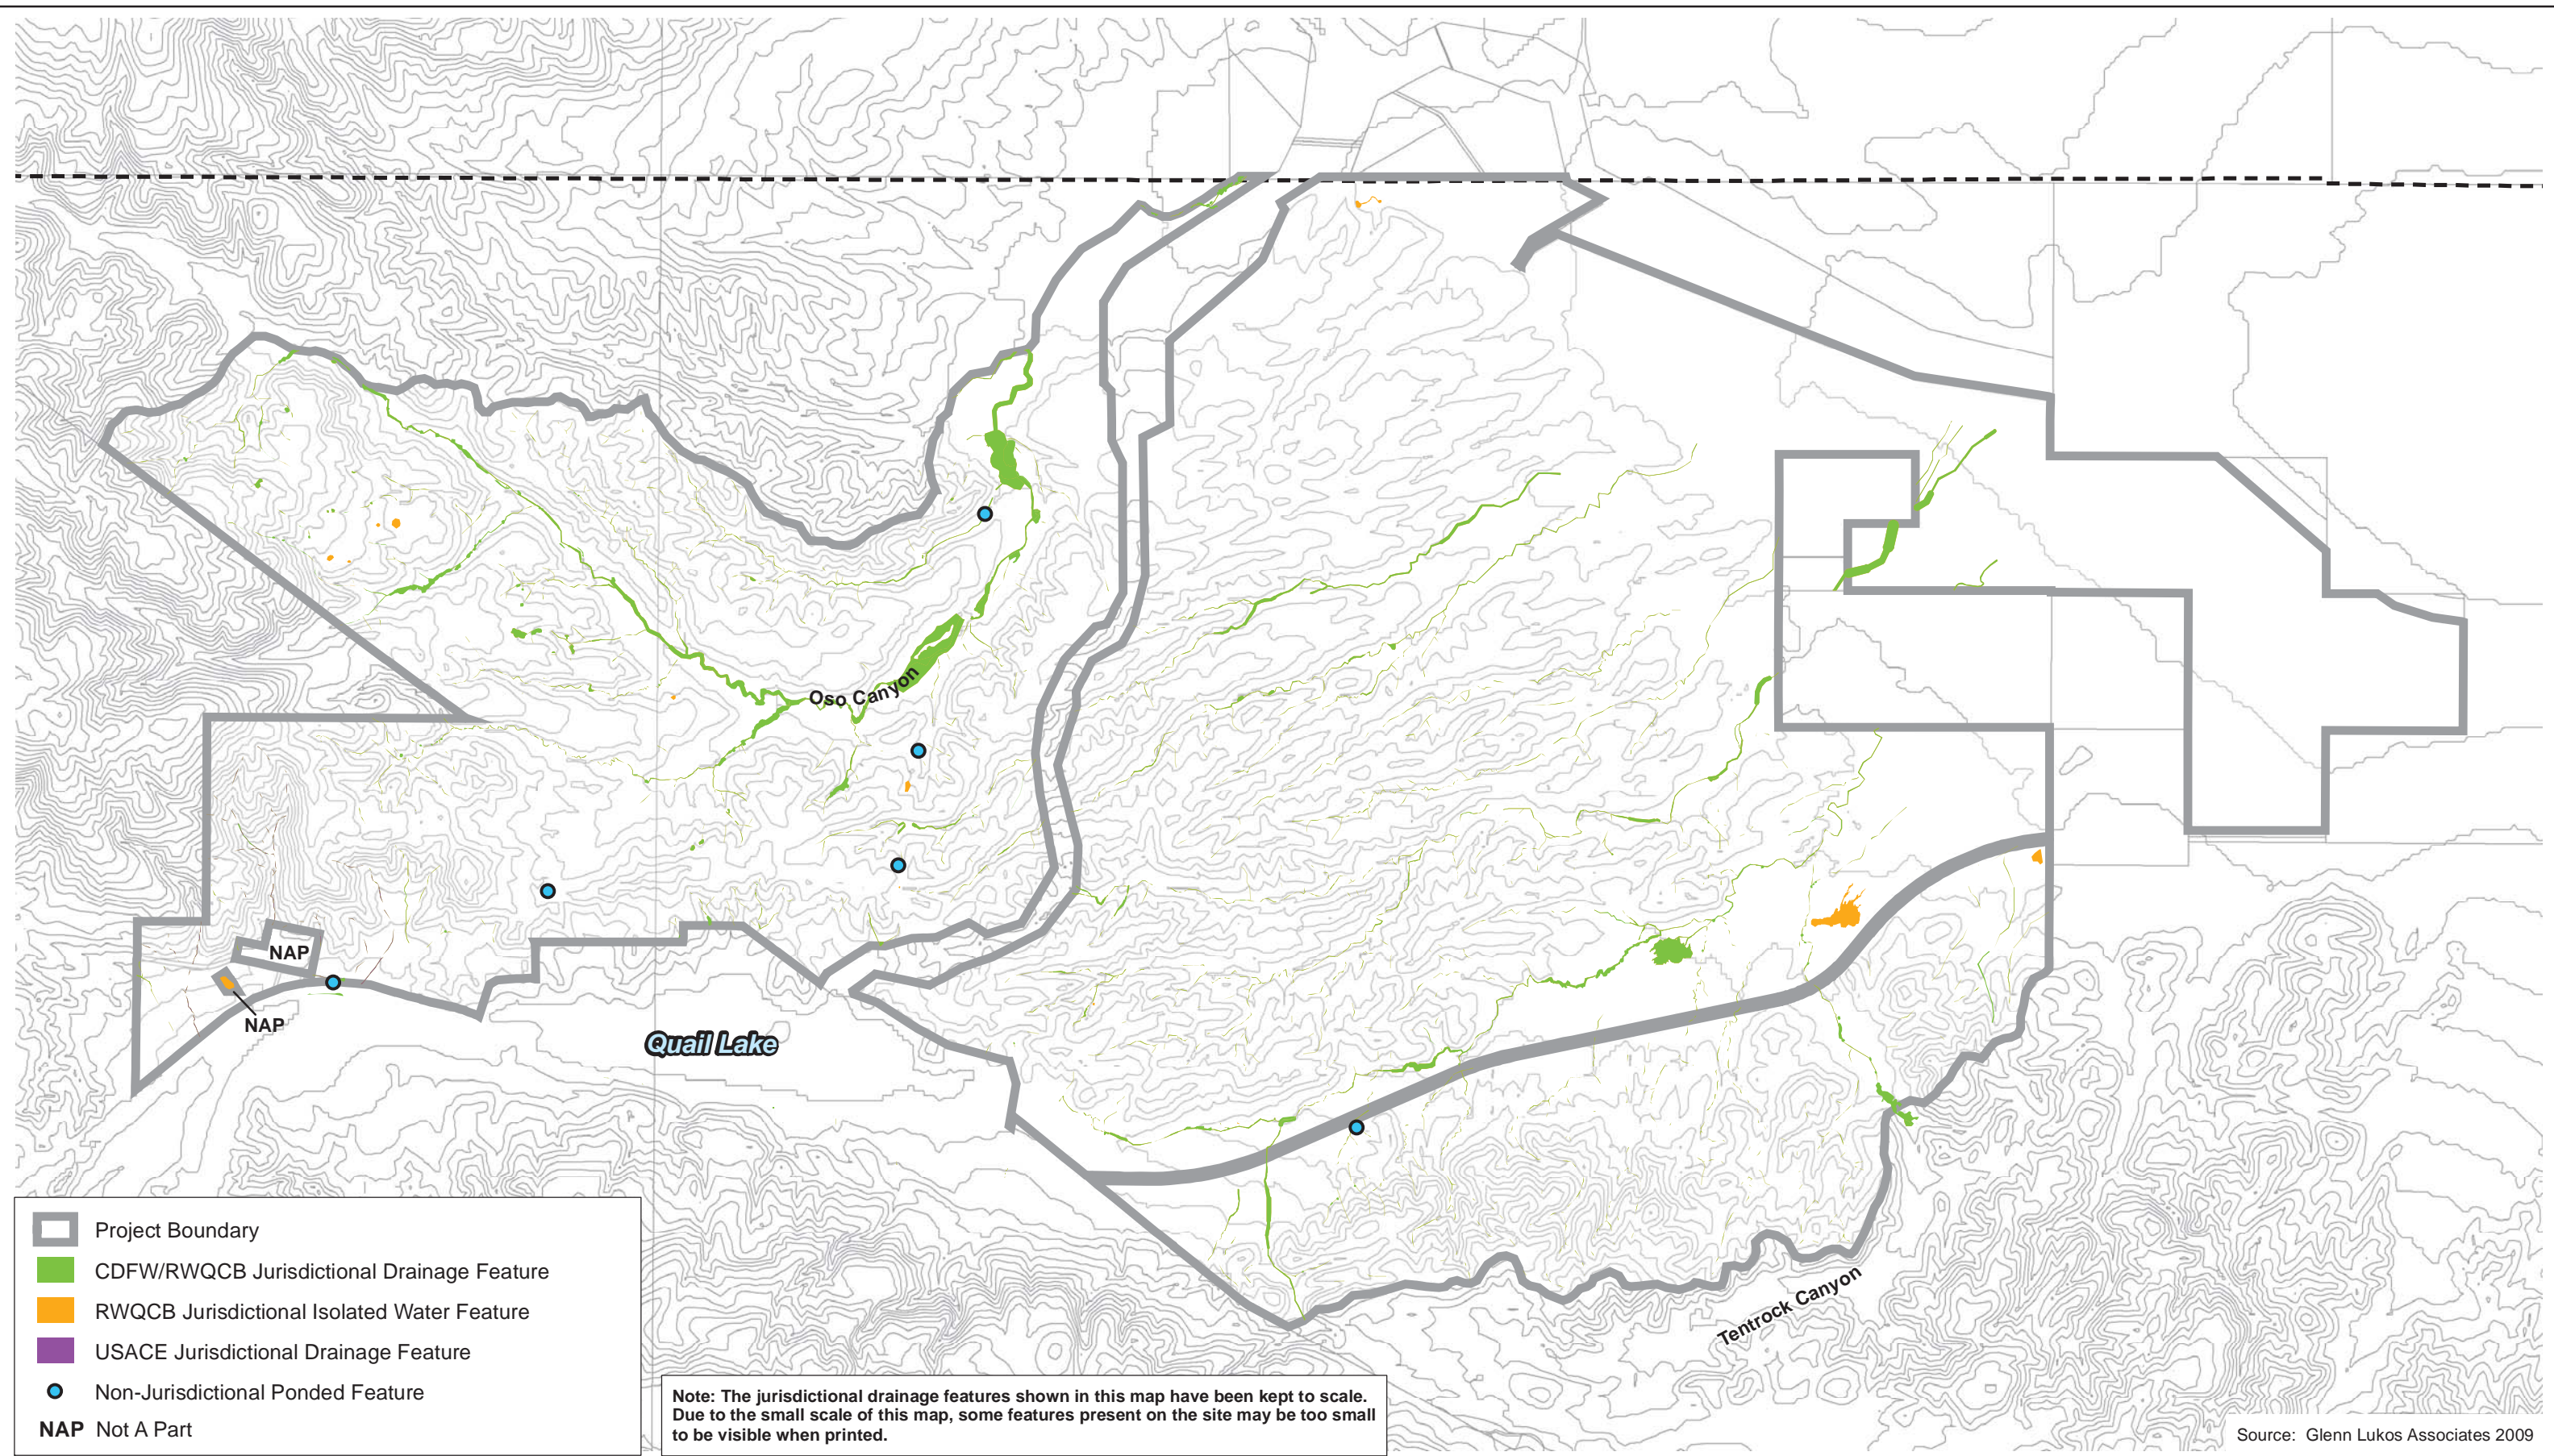 Oso Canyon
NAP
NAP
Quail Lake
Tentrock Canyon
Project Boundary
CDFW/RWQCB Jurisdictional Drainage Feature
RWQCB Jurisdictional Isolated Water Feature
USACE Jurisdictional Drainage Feature
Non-Jurisdictional Ponded Feature
NAP Not A Part
Note: The jurisdictional drainage features shown in this map have been kept to scale.
Due to the small scale of this map, some features present on the site may be too small
to be visible when printed.
Source: Glenn Lukos Associates 2009